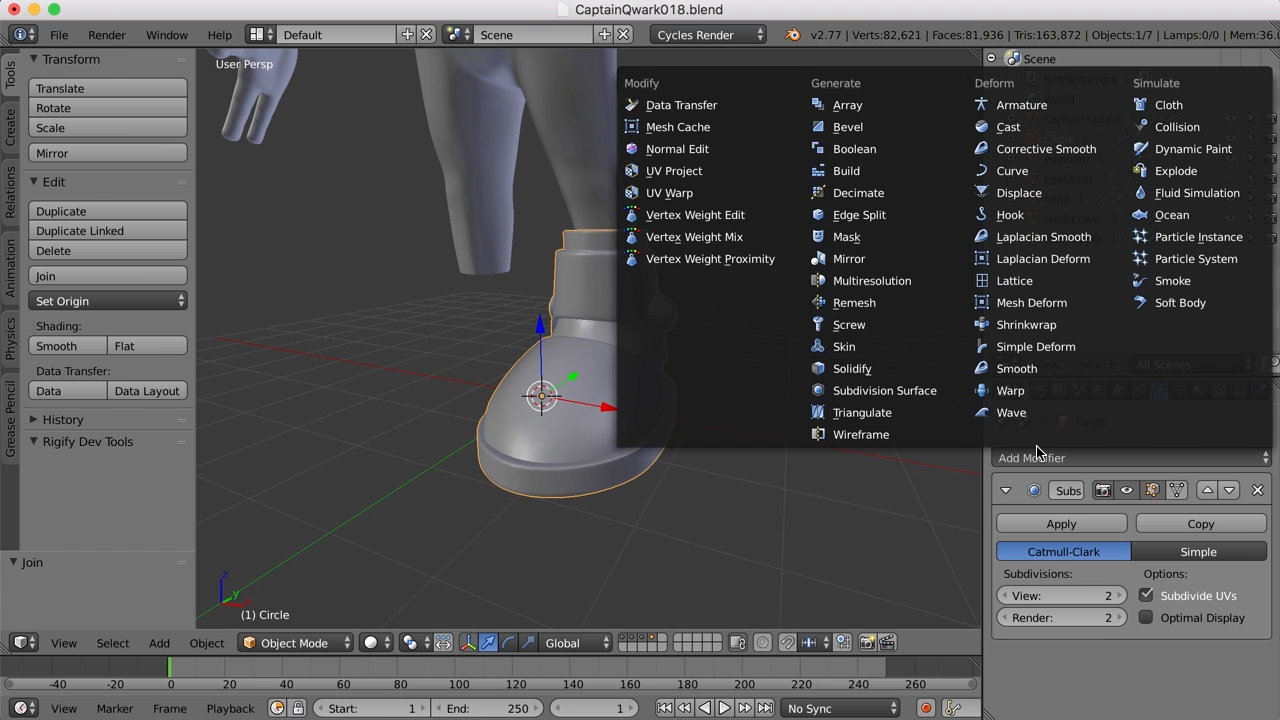 CaptainQwark018.blend
File Render Window Help Default Scene Cycles Render v2.77 | Verts:82,621 | Faces:81,936 | Tris:163,872 | Objects:1/7 | Lamps:0/0 | Mem:36.
Tools
Create
Relations
Animation
Physics
Grease Pencil
Transform
Translate
Rotate
Scale
Mirror
Edit
Duplicate
Duplicate Linked
Delete
Join
Set Origin
Shading:
Smooth Flat
Data Transfer:
Data Data Layout
History
Rigify Dev Tools
Join
User Persp
(1) Circle
Modify
Data Transfer
Mesh Cache
Normal Edit
UV Project
UV Warp
Vertex Weight Edit
Vertex Weight Mix
Vertex Weight Proximity
Generate
Array
Bevel
Boolean
Build
Decimate
Edge Split
Mask
Mirror
Multiresolution
Remesh
Screw
Skin
Solidify
Subdivision Surface
Triangulate
Wireframe
Deform
Armature
Cast
Corrective Smooth
Curve
Displace
Hook
Laplacian Smooth
Laplacian Deform
Lattice
Mesh Deform
Shrinkwrap
Simple Deform
Smooth
Warp
Wave
Simulate
Cloth
Collision
Dynamic Paint
Explode
Fluid Simulation
Ocean
Particle Instance
Particle System
Smoke
Soft Body
Scene
All Scenes
Circle
Add Modifier
Subs
Apply Copy
Catmull-Clark Simple
Subdivisions: Options:
View: 2 Subdivide UVs
Render: 2 Optimal Display
View Select Add Object Object Mode Global
-40 -20 0 20 40 60 80 100 120 140 160 180 200 220 240 260
View Marker Frame Playback Start: 1 End: 250 1 No Sync